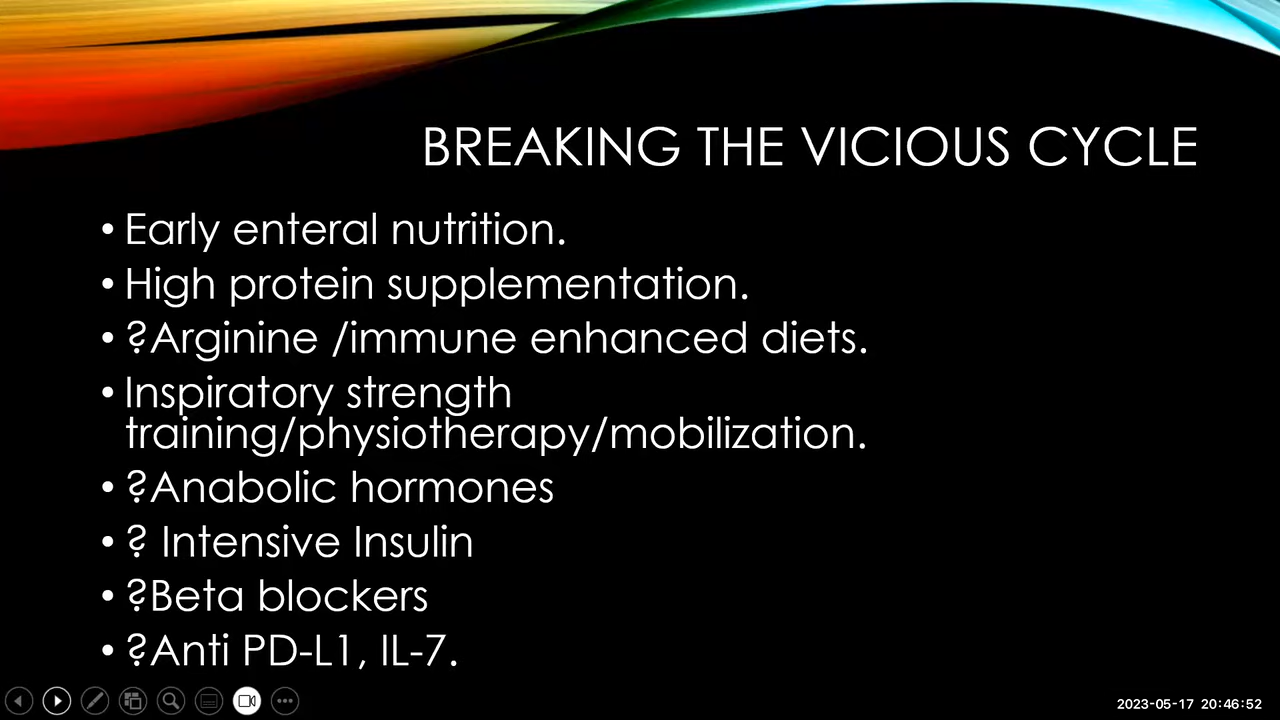 BREAKING THE VICIOUS CYCLE
• Early enteral nutrition.
• High protein supplementation.
• ?Arginine /immune enhanced diets.
• Inspiratory strength
training/physiotherapy/mobilization.
• ?Anabolic hormones
• ? Intensive Insulin
• ?Beta blockers
• ?Anti PD-L1, IL-7.
2023-05-17 20:46:52